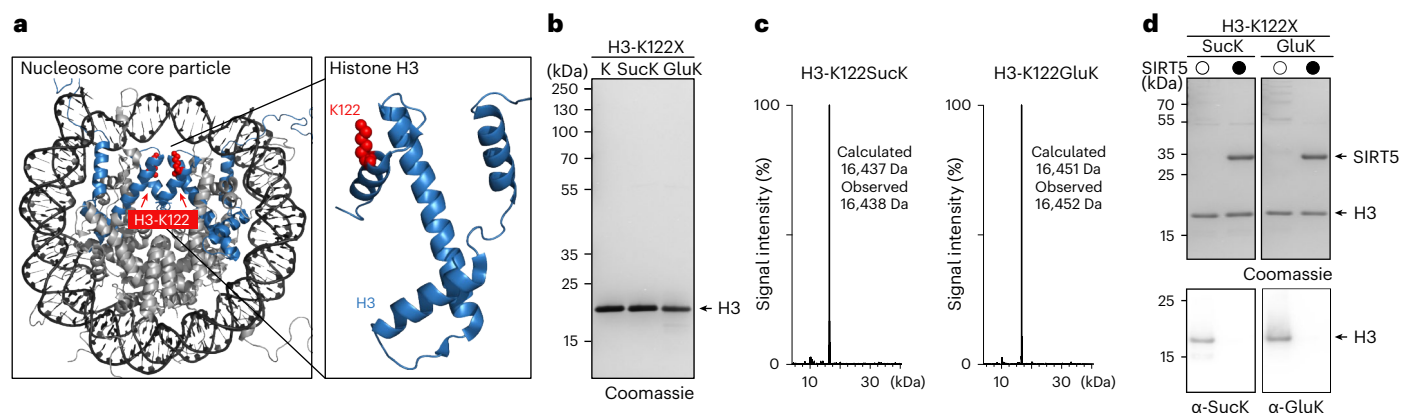 a
Nucleosome core particle
H3-K122
Histone H3
K122
H3
b
H3-K122X
(kDa) K SucK GluK
250
130
100
70
55
35
25
15
H3
Coomassie
c
H3-K122SucK
Signal intensity (%)
100
0
Calculated
16,437 Da
Observed
16,438 Da
10 30 (kDa)
H3-K122GluK
Signal intensity (%)
100
0
Calculated
16,451 Da
Observed
16,452 Da
10 30 (kDa)
d
H3-K122X
SucK GluK
SIRT5
(kDa)
70
55
35
25
15
SIRT5
H3
Coomassie
25
15
H3
α-SucK α-GluK